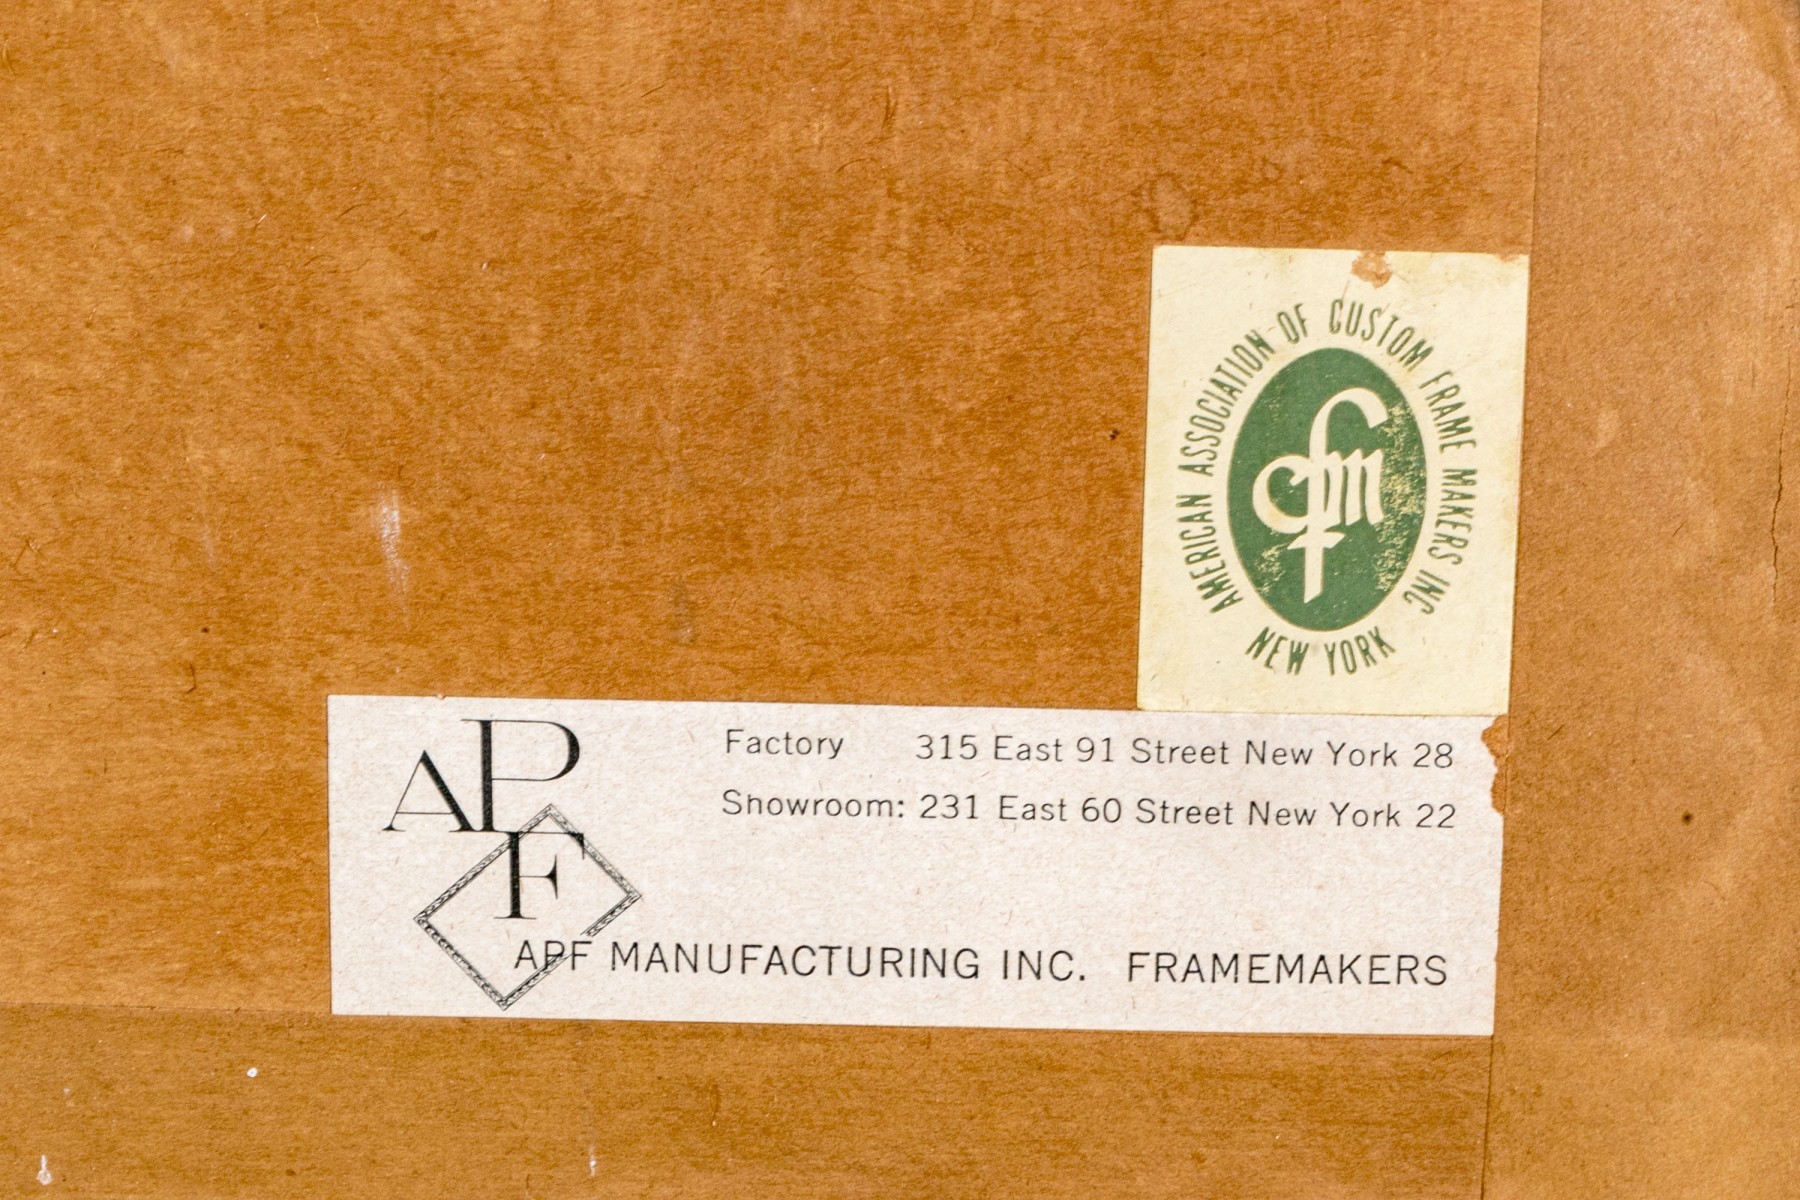 AMERICAN ASSOCIATION OF CUSTOM FRAME MAKERS INC
cfm
NEW YORK
APF
Factory 315 East 91 Street New York 28
Showroom: 231 East 60 Street New York 22
APF MANUFACTURING INC. FRAMEMAKERS